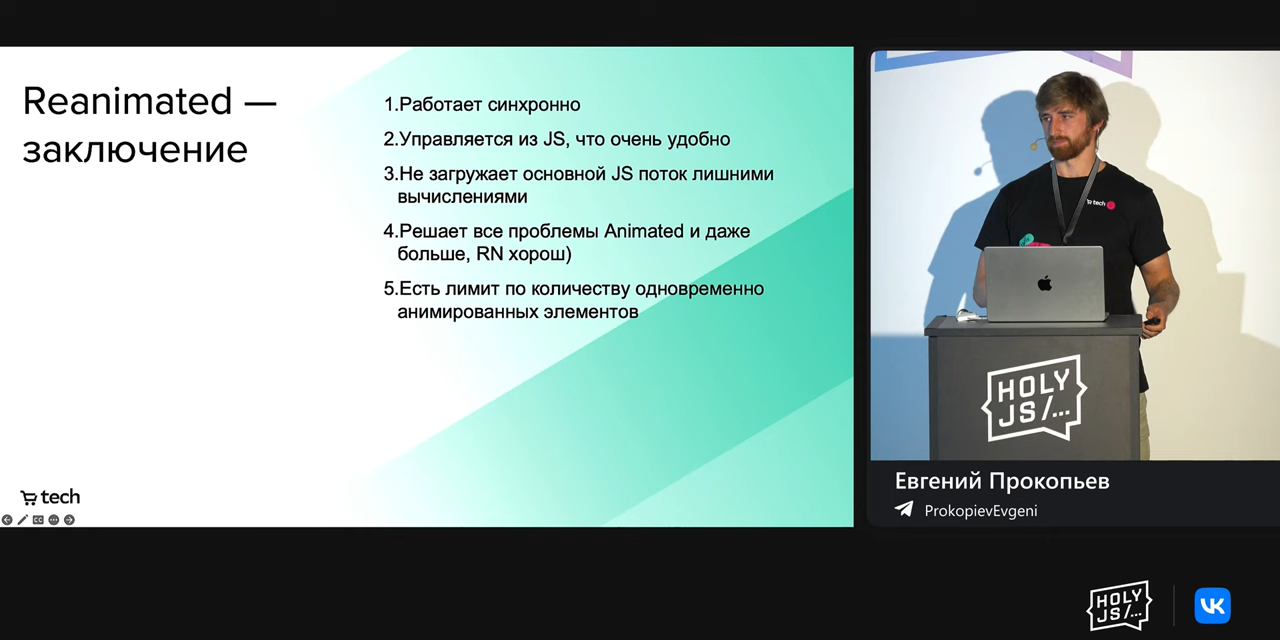 Reanimated —
заключение
1.Работает синхронно
2.Управляется из JS, что очень удобно
3.Не загружает основной JS поток лишними
вычислениями
4.Решает все проблемы Animated и даже
больше, RN хорош)
5.Есть лимит по количеству одновременно
анимированных элементов
tech
CC
tech
HOLY
JS/...
Евгений Прокопьев
ProkopievEvgeni
HOLY
JS/...
VK